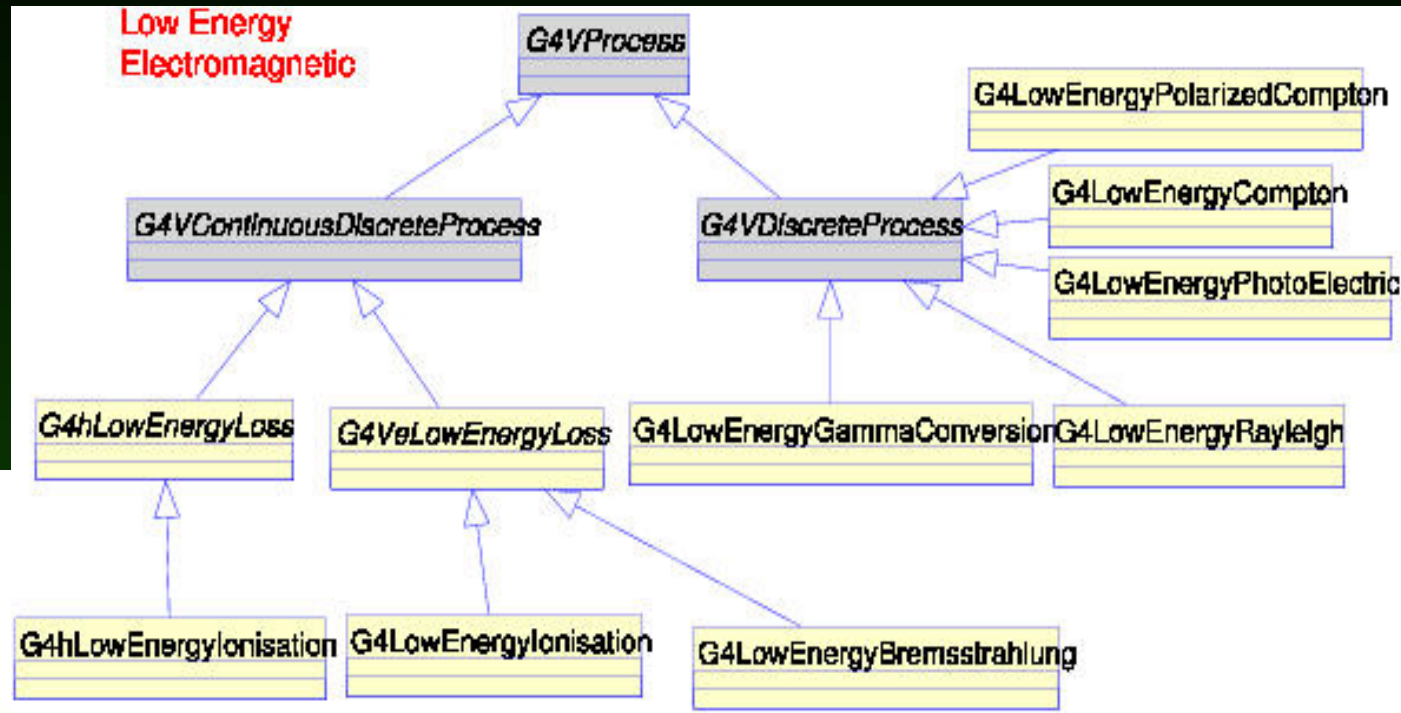 Low Energy
Electromagnetic
G4VProcess
G4LowEnergyPolarizedCompton
G4LowEnergyCompton
G4VContinuousDiscreteProcess
G4VDiscreteProcess
G4LowEnergyPhotoElectric
G4hLowEnergyLoss
G4VeLowEnergyLoss
G4LowEnergyGammaConversion
G4LowEnergyRayleigh
G4hLowEnergyIonisation
G4LowEnergyIonisation
G4LowEnergyBremsstrahlung